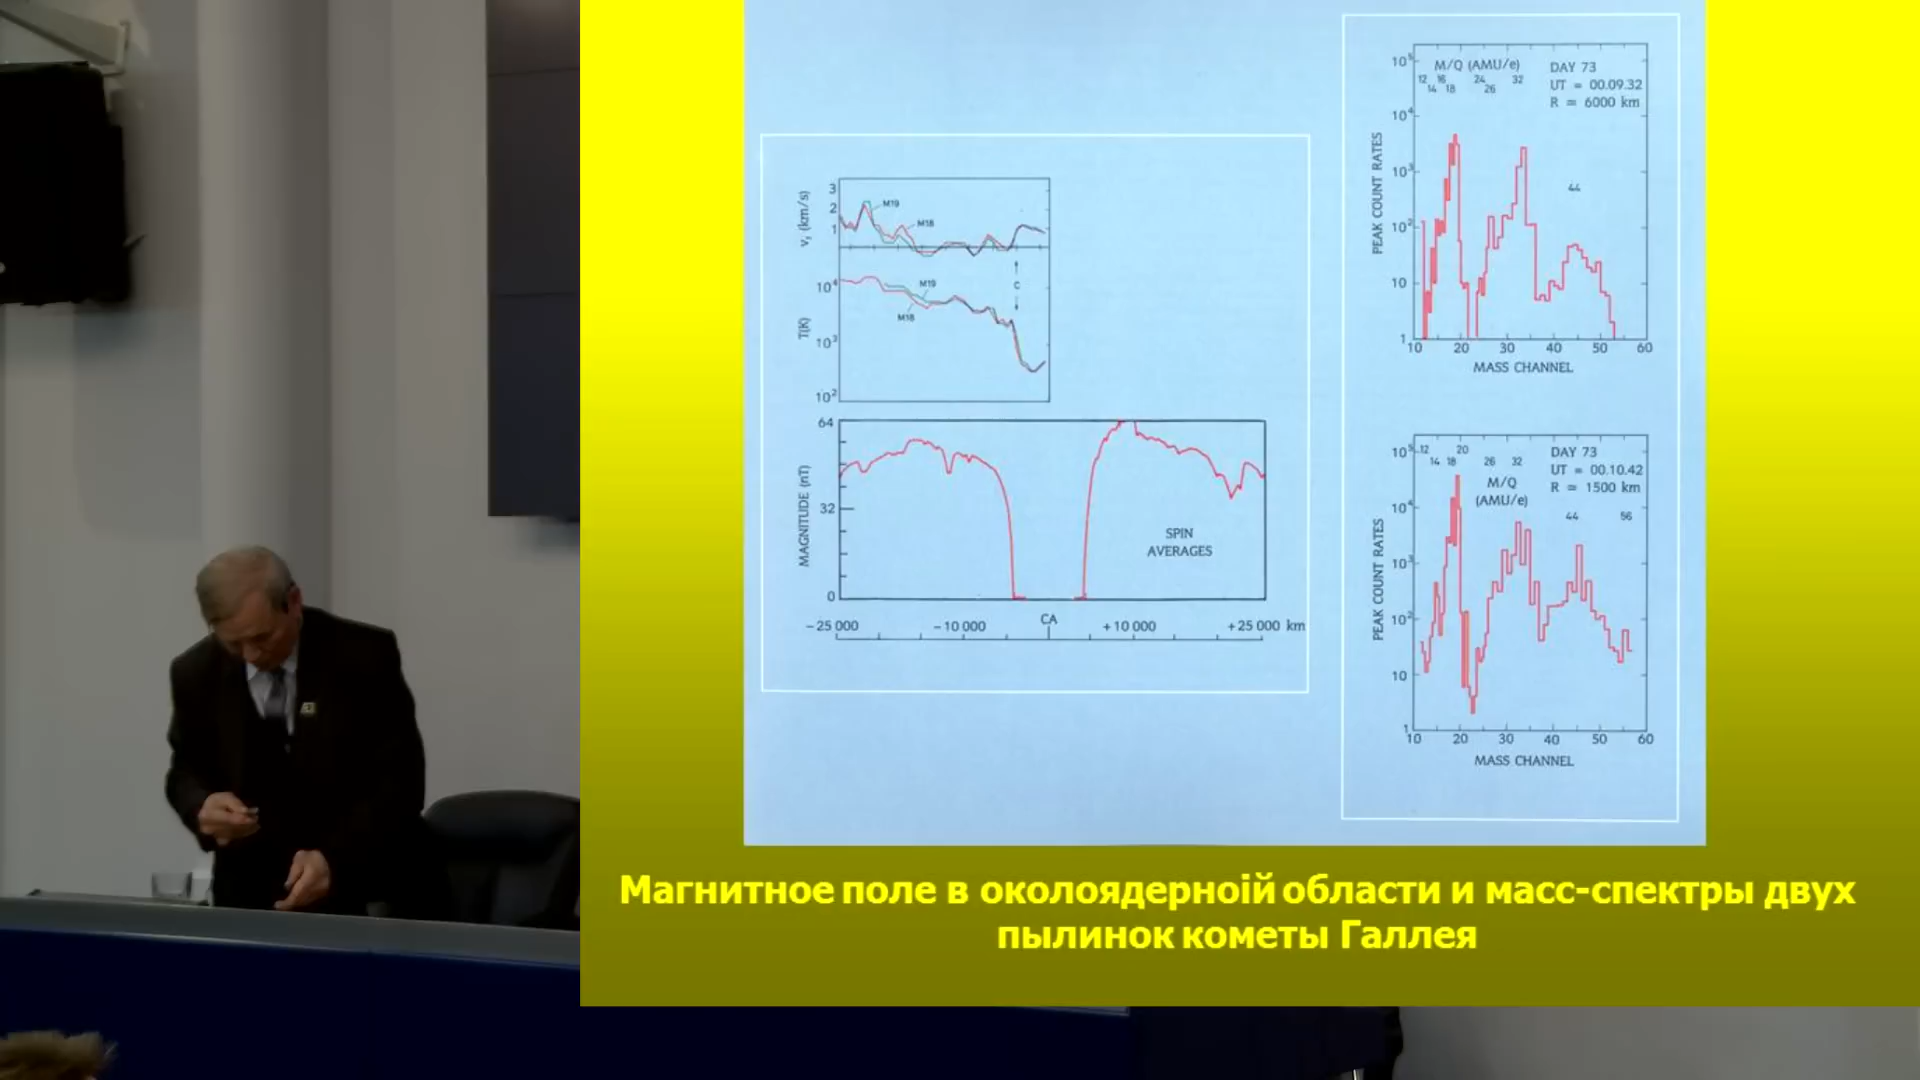 3
2
1
v, (km/s)
M19
M18
10⁴
T(K)
10³
10²
M19
M18
C
64
32
0
MAGNITUDE (nT)
SPIN
AVERAGES
−25 000
−10 000
CA
+10 000
+25 000 km
10⁵
10⁴
10³
10²
10
1
PEAK COUNT RATES
M/Q (AMU/e)
12 16 24 32
14 18 26
DAY 73
UT = 00.09.32
R = 6000 km
44
10 20 30 40 50 60
MASS CHANNEL
10⁵
10⁴
10³
10²
10
1
PEAK COUNT RATES
12 20
14 18 26 32
M/Q
(AMU/e)
DAY 73
UT = 00.10.42
R = 1500 km
44 56
10 20 30 40 50 60
MASS CHANNEL
Магнитное поле в околоядерноій области и масс-спектры двух
пылинок кометы Галлея